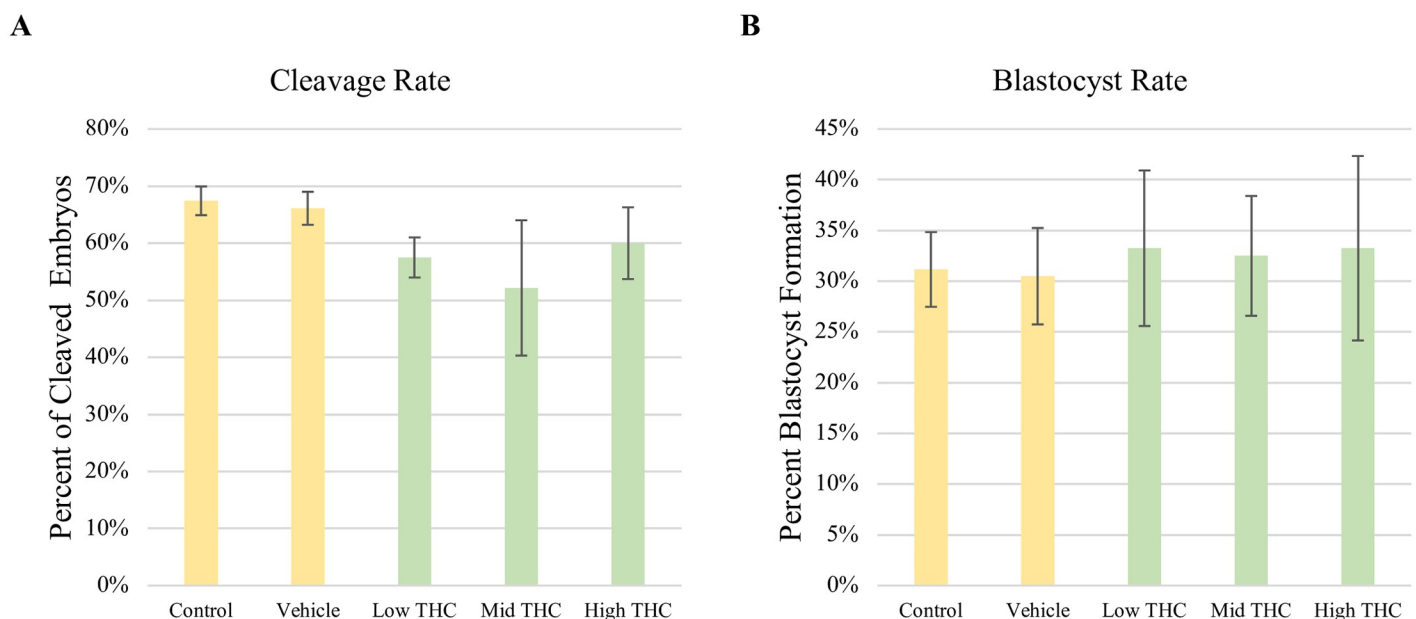 A
Cleavage Rate
Percent of Cleaved Embryos
80%
70%
60%
50%
40%
30%
20%
10%
0%
Control Vehicle Low THC Mid THC High THC
B
Blastocyst Rate
Percent Blastocyst Formation
45%
40%
35%
30%
25%
20%
15%
10%
5%
0%
Control Vehicle Low THC Mid THC High THC